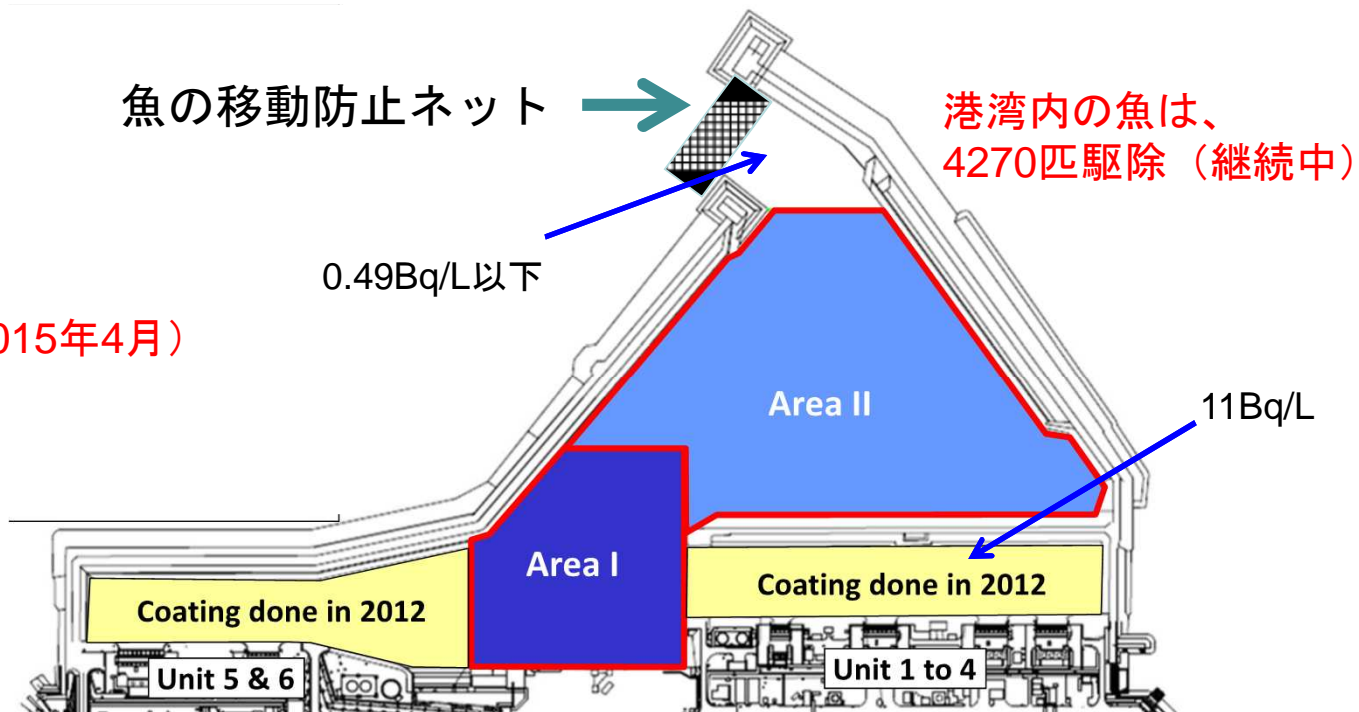 魚の移動防止ネット
港湾内の魚は、
4270匹駆除（継続中）
0.49Bq/L以下
015年4月）
Area II
11Bq/L
Area I
Coating done in 2012
Coating done in 2012
Unit 5 & 6
Unit 1 to 4